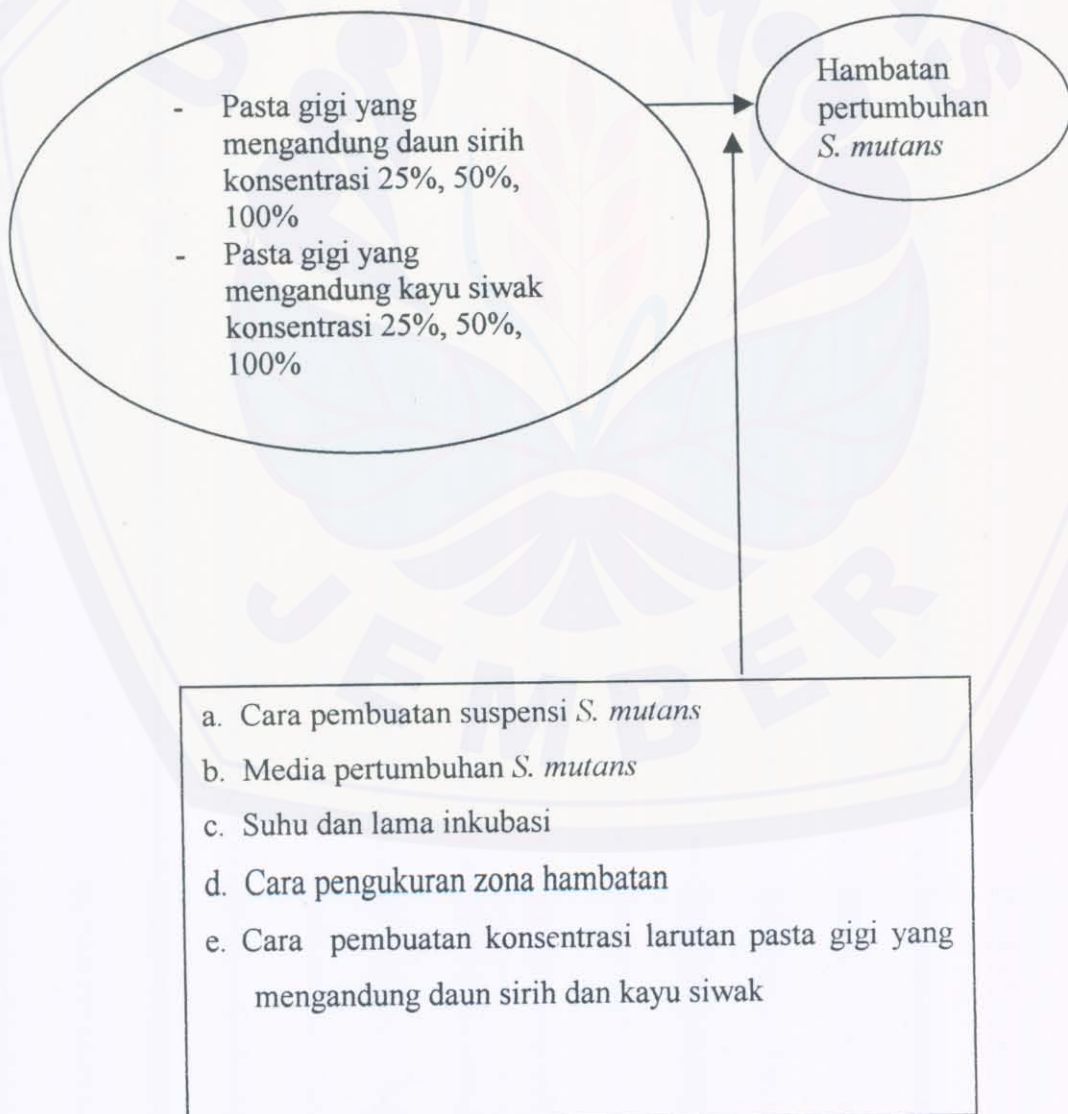 - Pasta gigi yang
mengandung daun sirih
konsentrasi 25%, 50%,
100%
- Pasta gigi yang
mengandung kayu siwak
konsentrasi 25%, 50%,
100%
Hambatan
pertumbuhan
S. mutans
a. Cara pembuatan suspensi S. mutans
b. Media pertumbuhan S. mutans
c. Suhu dan lama inkubasi
d. Cara pengukuran zona hambatan
e. Cara pembuatan konsentrasi larutan pasta gigi yang
mengandung daun sirih dan kayu siwak
JEMBER